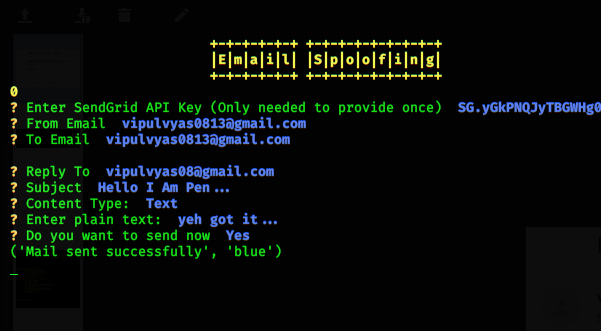 +-+-+-+-+-+ +-+-+-+-+-+-+-+-+
|E|m|a|i|l| |S|p|o|o|f|i|n|g|
+-+-+-+-+-+ +-+-+-+-+-+-+-+-+
0
? Enter SendGrid API Key (Only needed to provide once) SG.yGkPNQJyTBGWHg0
? From Email vipulvyas0813@gmail.com
? To Email vipulvyas0813@gmail.com
? Reply To vipulvyas08@gmail.com
? Subject Hello I Am Pen...
? Content Type: Text
? Enter plain text: yeh got it...
? Do you want to send now Yes
('Mail sent successfully', 'blue')
_